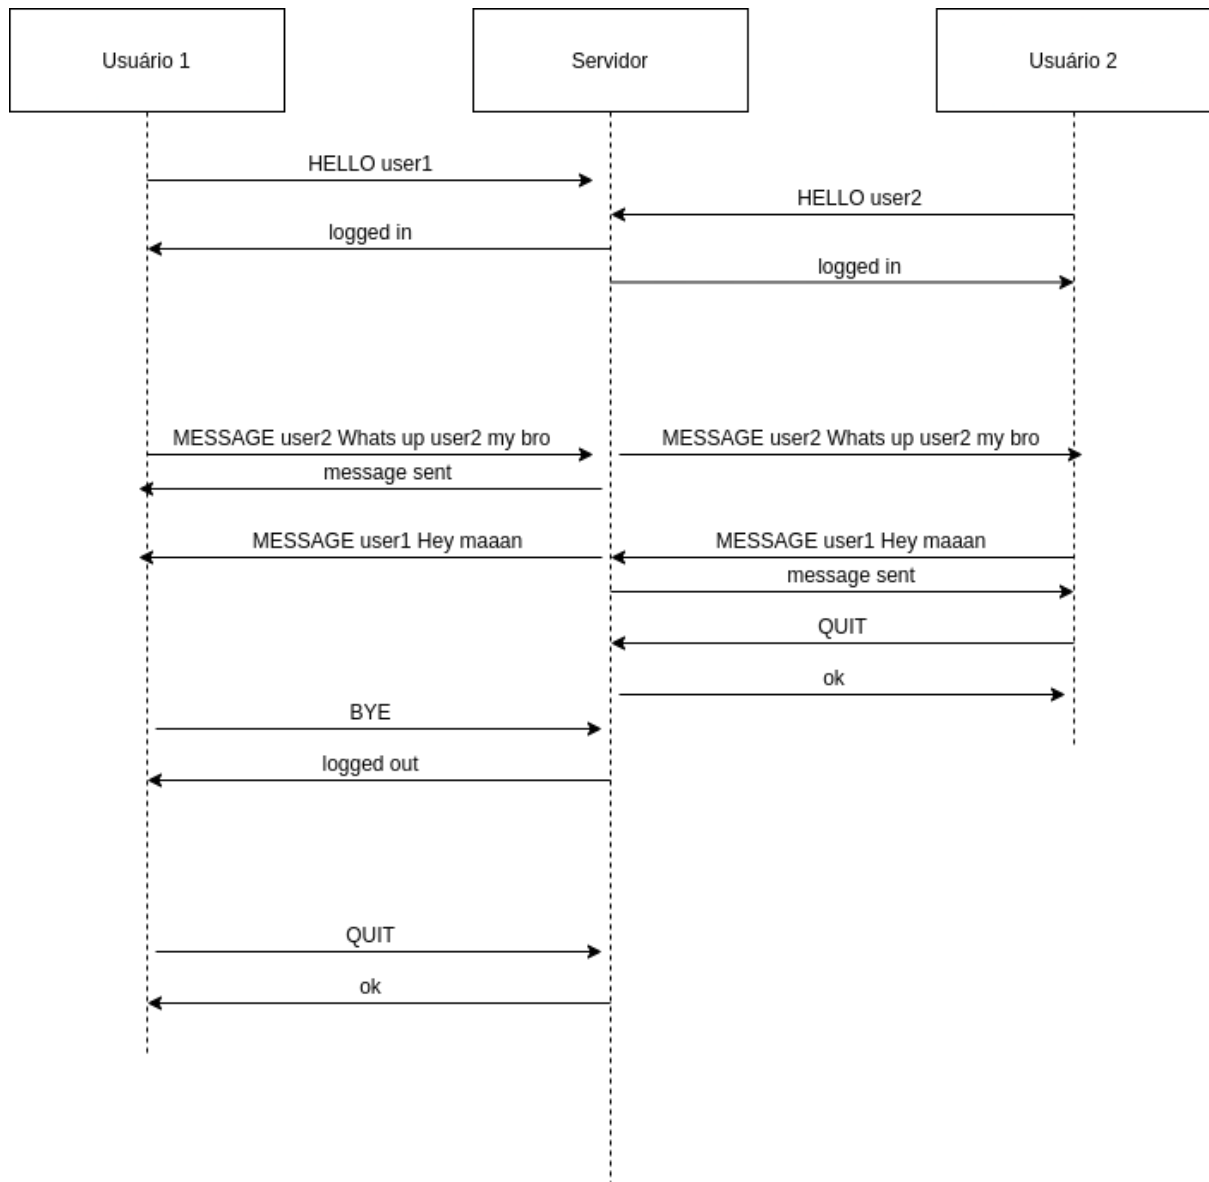 Usuário 1
Servidor
Usuário 2
HELLO user1
HELLO user2
logged in
logged in
MESSAGE user2 Whats up user2 my bro
MESSAGE user2 Whats up user2 my bro
message sent
MESSAGE user1 Hey maaan
MESSAGE user1 Hey maaan
message sent
QUIT
ok
BYE
logged out
QUIT
ok